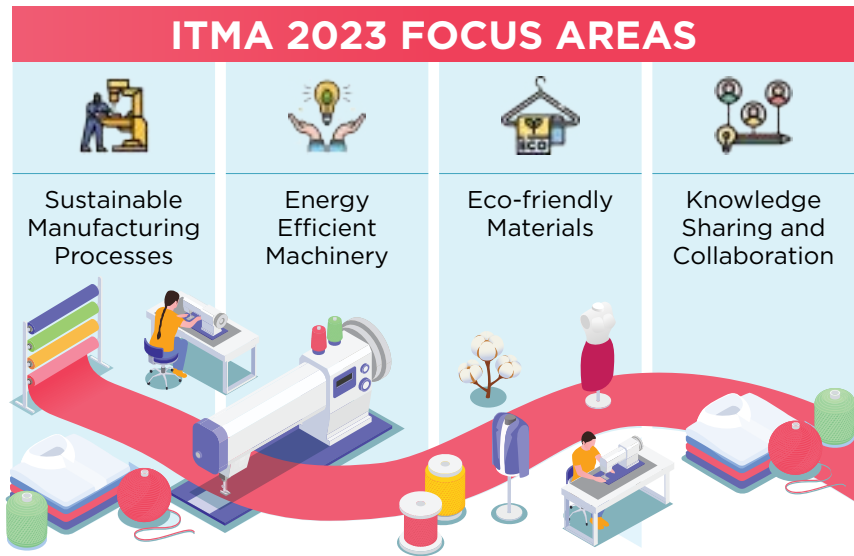 ITMA 2023 FOCUS AREAS
ECO
Sustainable
Manufacturing
Processes
Energy
Efficient
Machinery
Eco-friendly
Materials
Knowledge
Sharing and
Collaboration